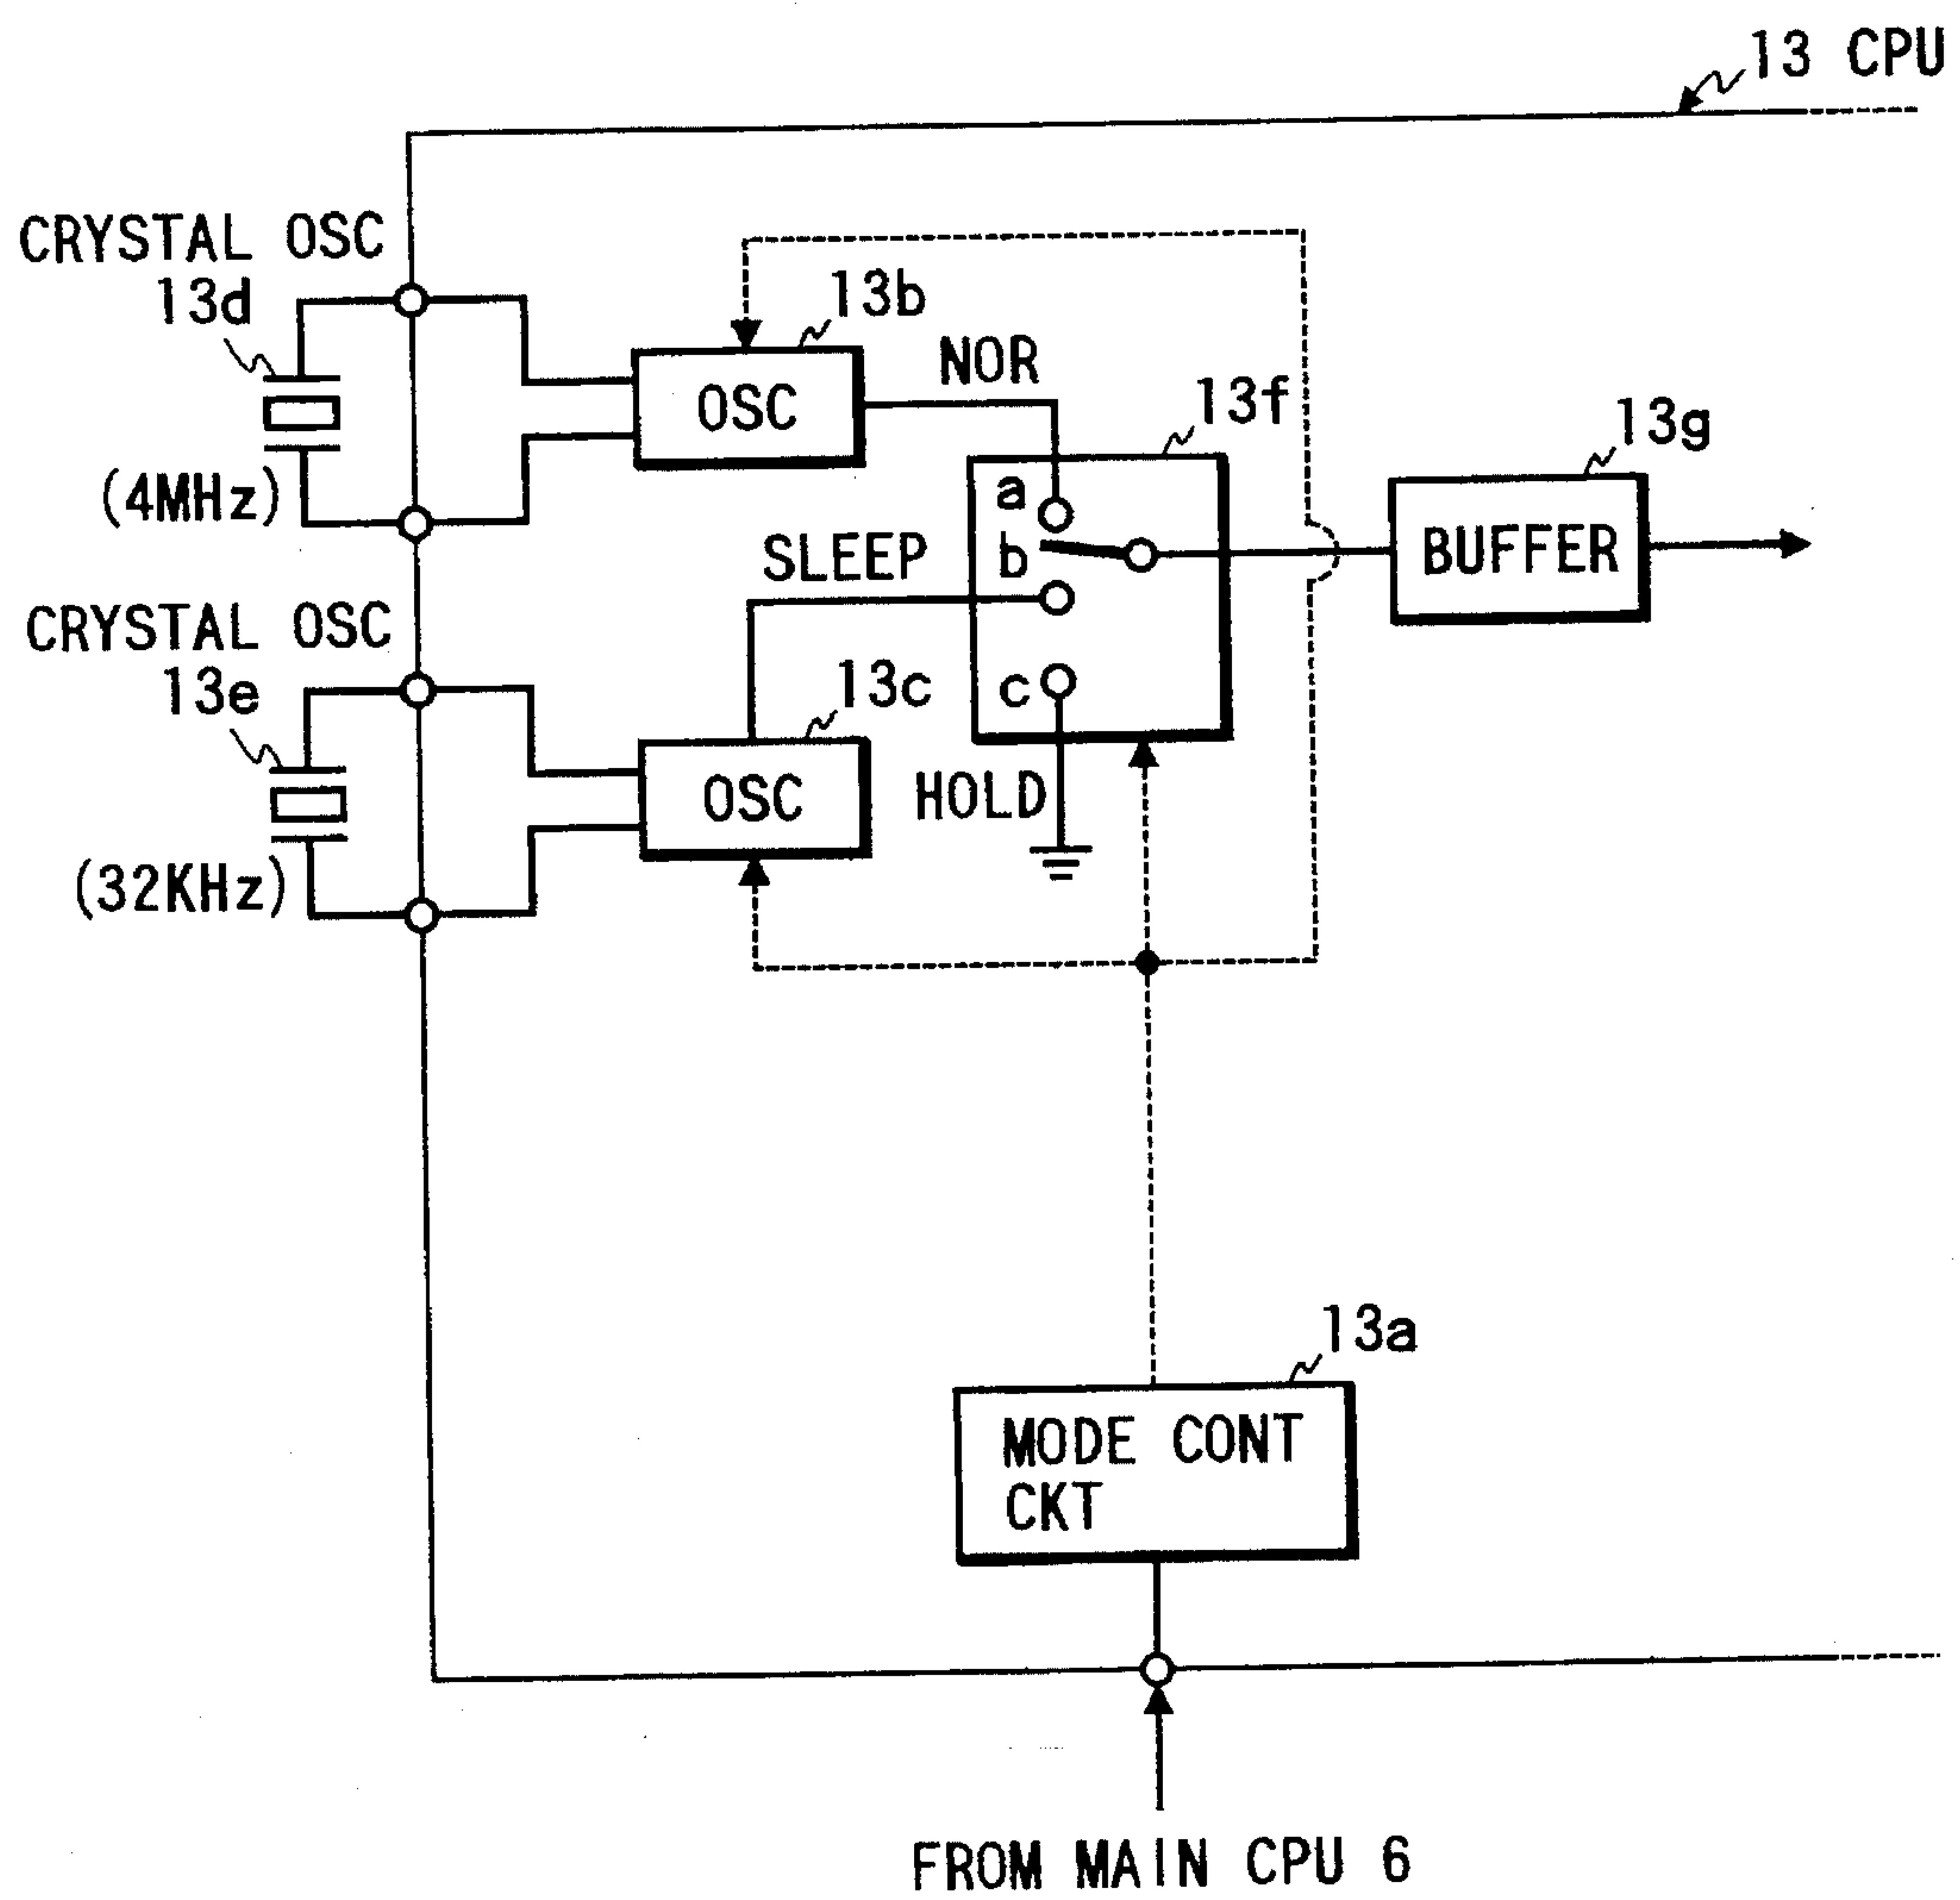 13 CPU
CRYSTAL OSC
13d
13b
OSC
NOR
13f
13g
(4MHz)
a
b
SLEEP
BUFFER
CRYSTAL OSC
13e
13c
c
OSC
HOLD
(32KHz)
13a
MODE CONT
CKT
FROM MAIN CPU 6